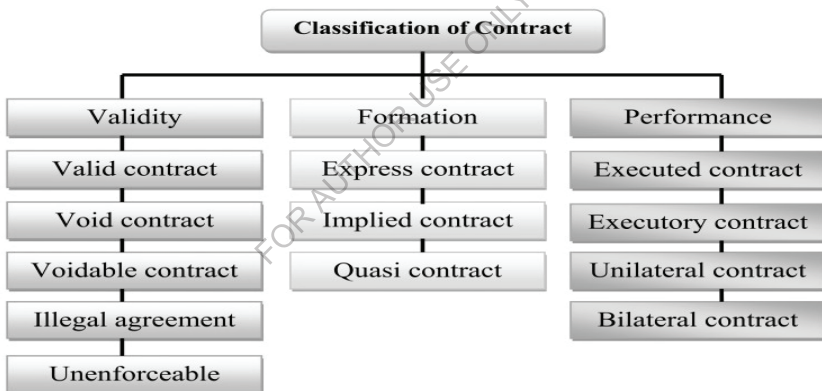 Classification of Contract
Validity
Valid contract
Void contract
Voidable contract
Illegal agreement
Unenforceable
Formation
Express contract
Implied contract
Quasi contract
Performance
Executed contract
Executory contract
Unilateral contract
Bilateral contract
FOR AUTHOR USE ONLY